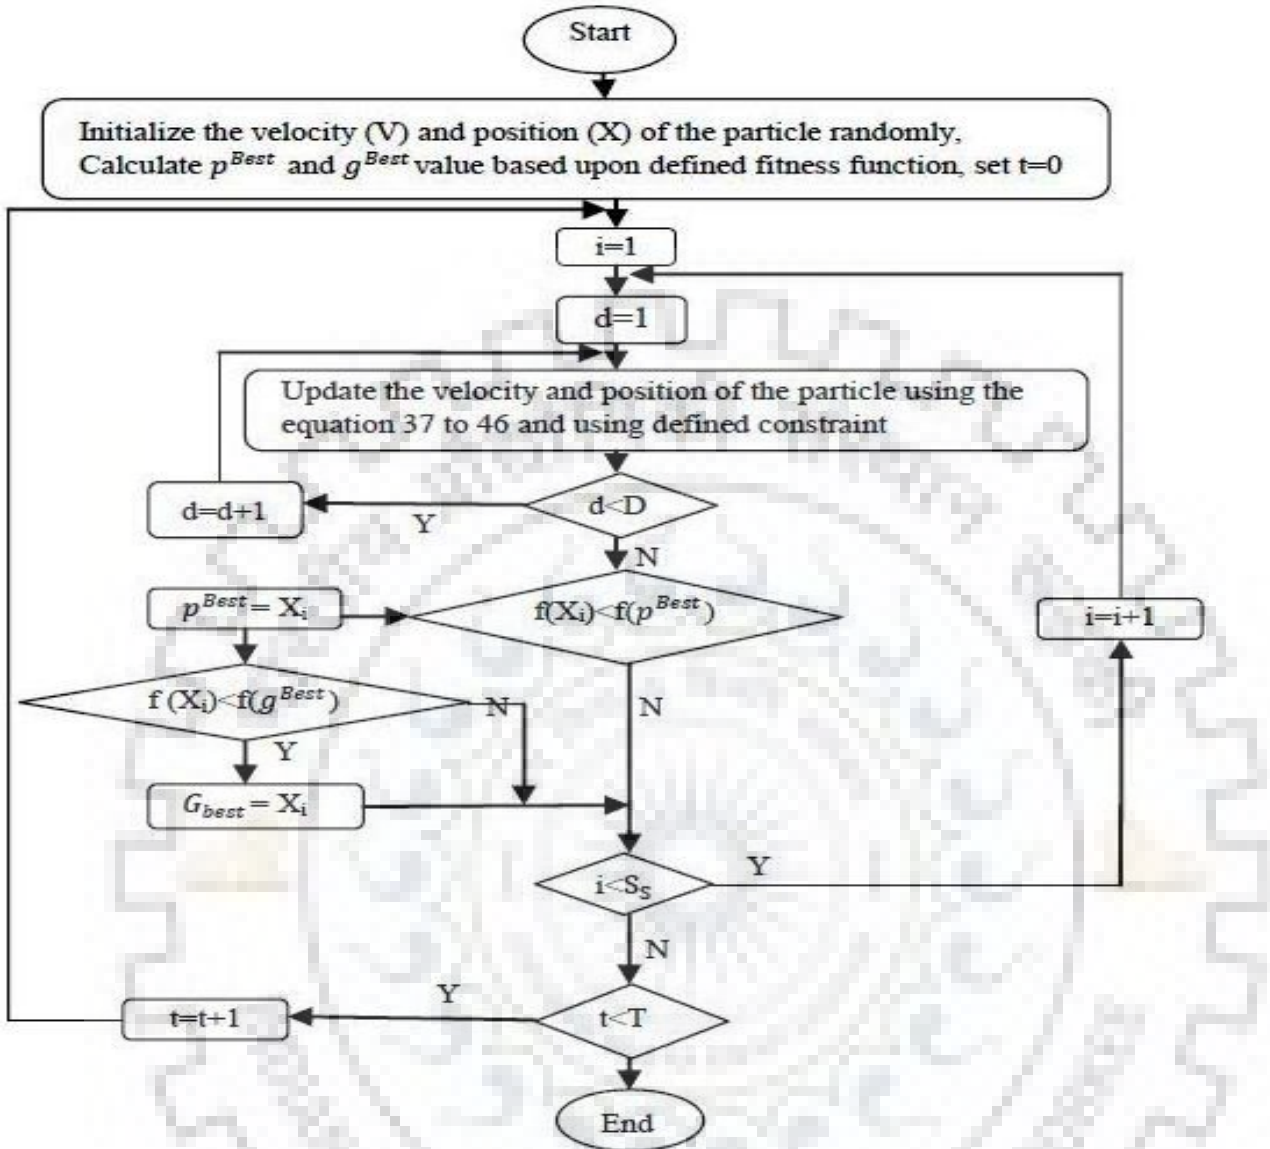 Start
Initialize the velocity (V) and position (X) of the particle randomly,
Calculate p^Best and g^Best value based upon defined fitness function, set t=0
i=1
d=1
Update the velocity and position of the particle using the
equation 37 to 46 and using defined constraint
d<D
Y
d=d+1
N
f(Xᵢ)<f(p^Best)
p^Best = Xᵢ
i=i+1
f (Xᵢ)<f(g^Best)
N
N
Y
G_best = Xᵢ
i<S_S
Y
N
Y
t<T
t=t+1
End